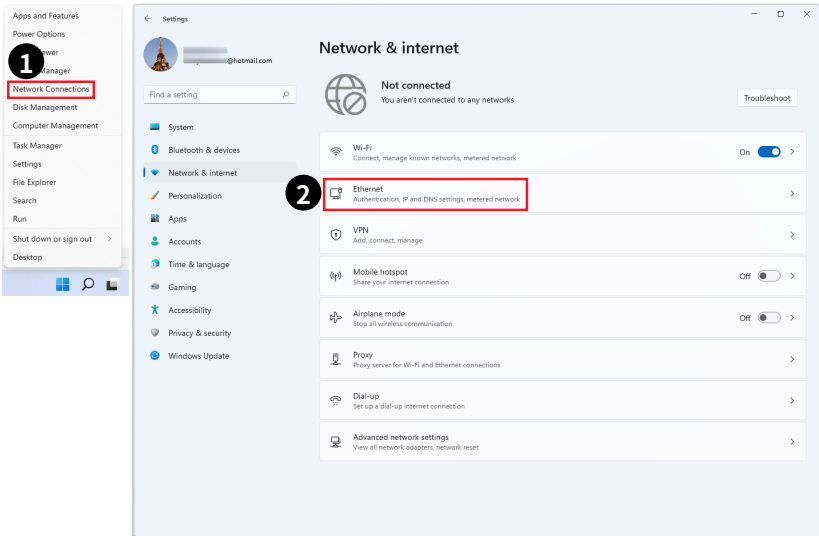 Apps and Features
Power Options
ewer
Manager
Network Connections
Disk Management
Computer Management
Task Manager
Settings
File Explorer
Search
Run
Shut down or sign out
Desktop
1
Settings
@hotmail.com
Find a setting
System
Bluetooth & devices
Network & internet
Personalization
Apps
Accounts
Time & language
Gaming
Accessibility
Privacy & security
Windows Update
Network & internet
Not connected
You aren't connected to any networks
Troubleshoot
Wi-Fi
Connect, manage known networks, metered network
On
2
Ethernet
Authentication, IP and DNS settings, metered network
VPN
Add, connect, manage
Mobile hotspot
Share your internet connection
Off
Airplane mode
Stop all wireless communication
Off
Proxy
Proxy server for Wi-Fi and Ethernet connections
Dial-up
Set up a dial-up internet connection
Advanced network settings
View all network adapters, network reset